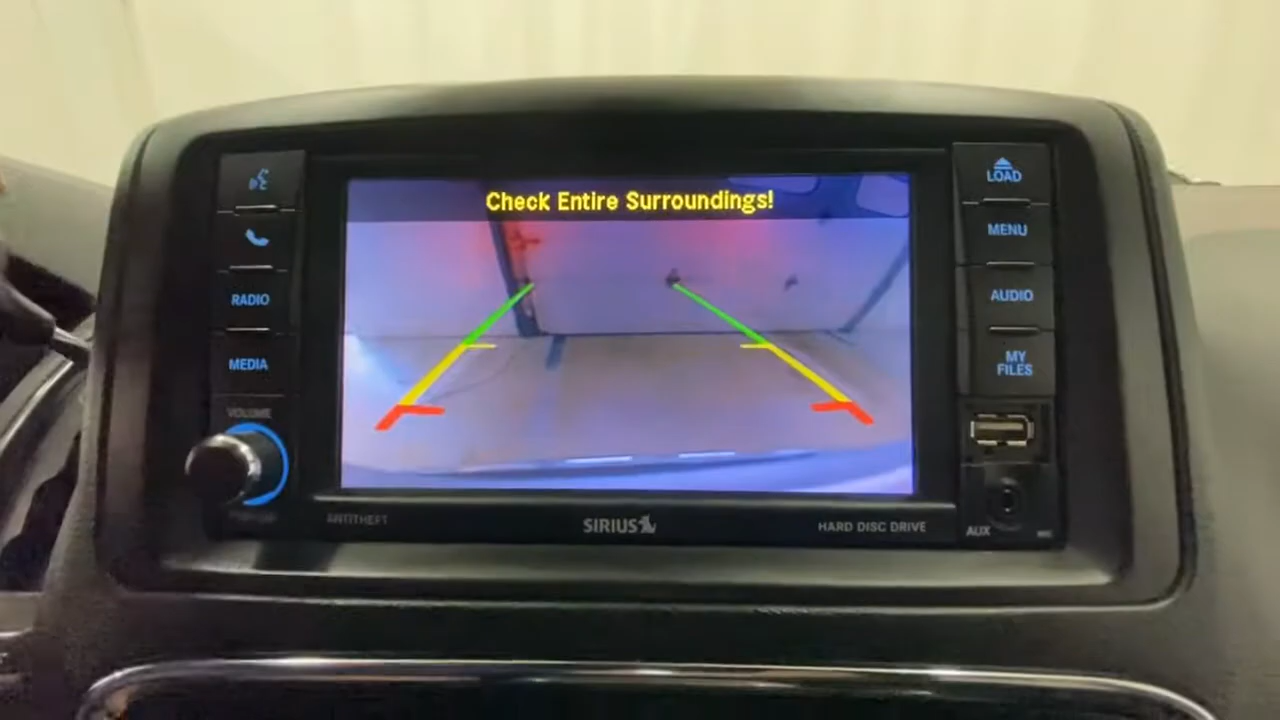 Check Entire Surroundings!
LOAD
MENU
RADIO
AUDIO
MEDIA
MY
FILES
VOLUME
ANTITHEFT
SIRIUS
HARD DISC DRIVE
AUX